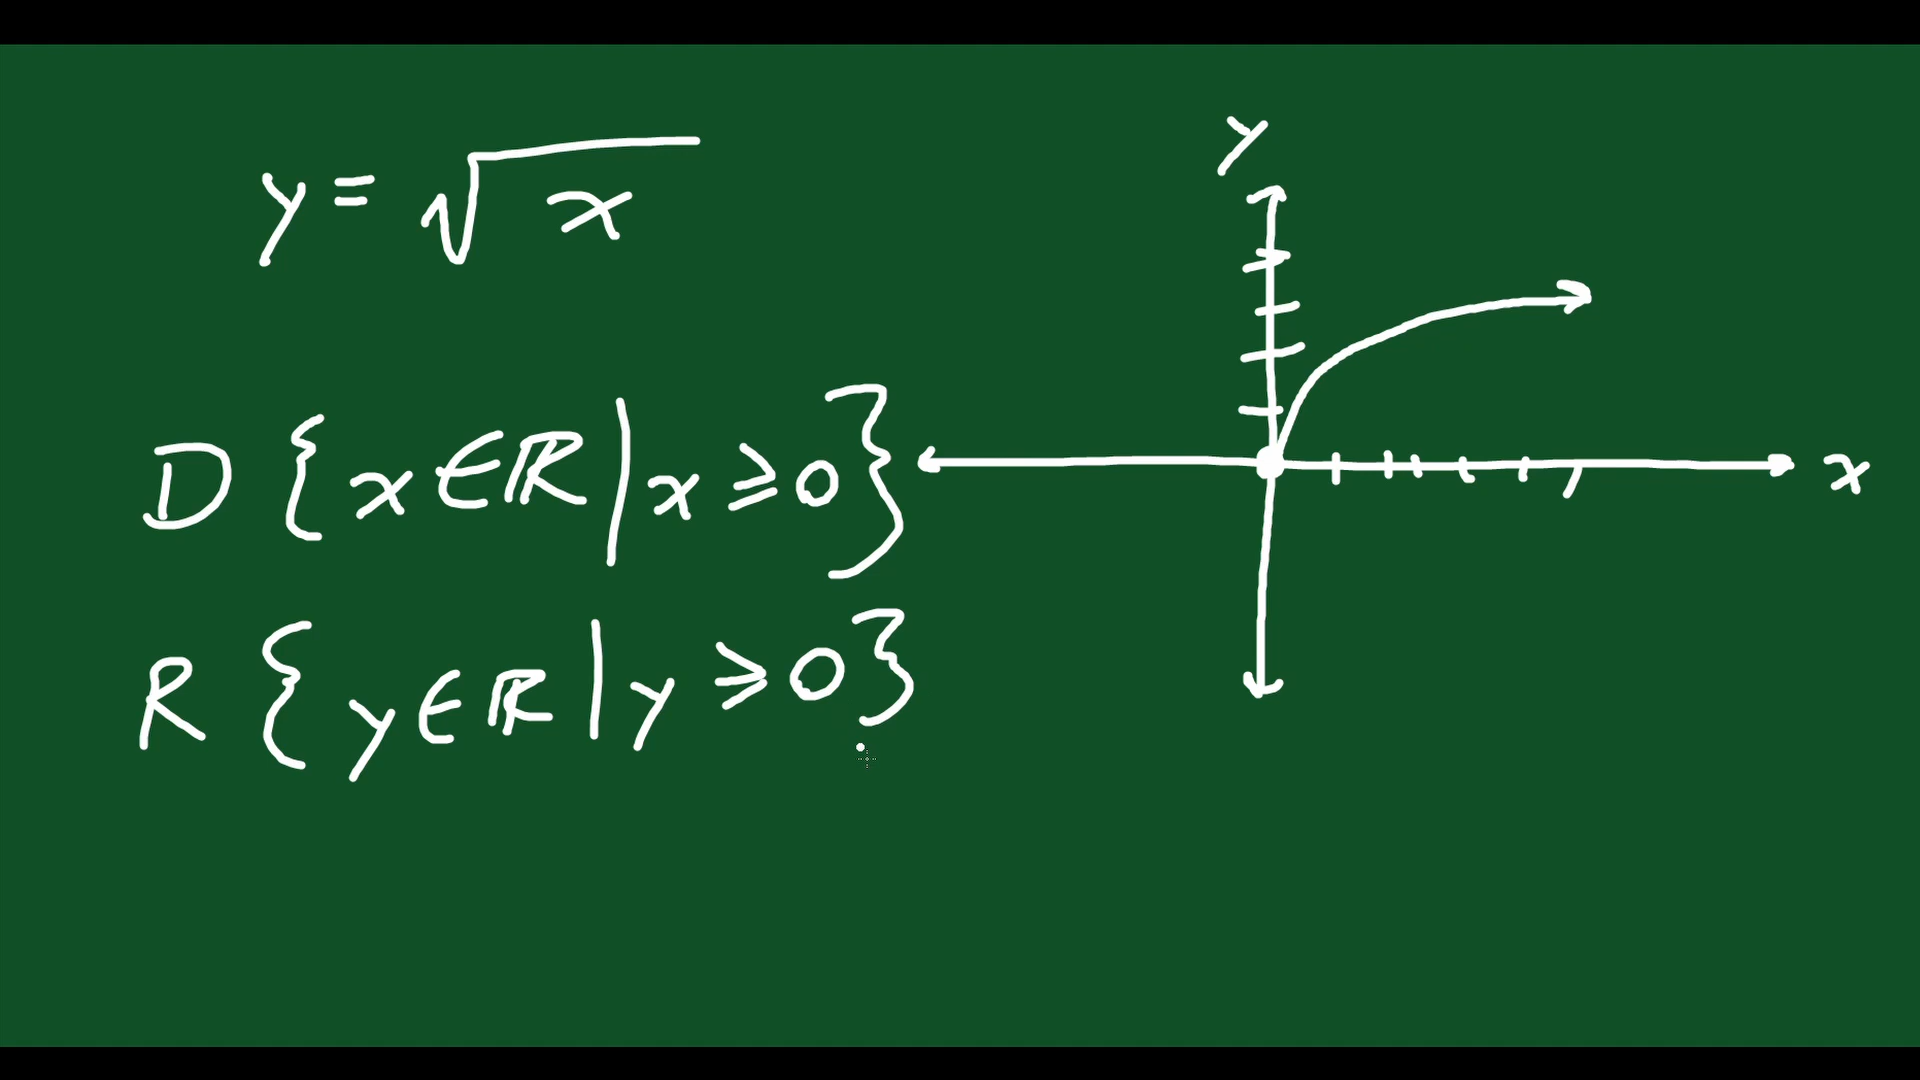 y = √x
D {x ∈ ℝ | x ≥ 0}
R {y ∈ ℝ | y ≥ 0}
y
x